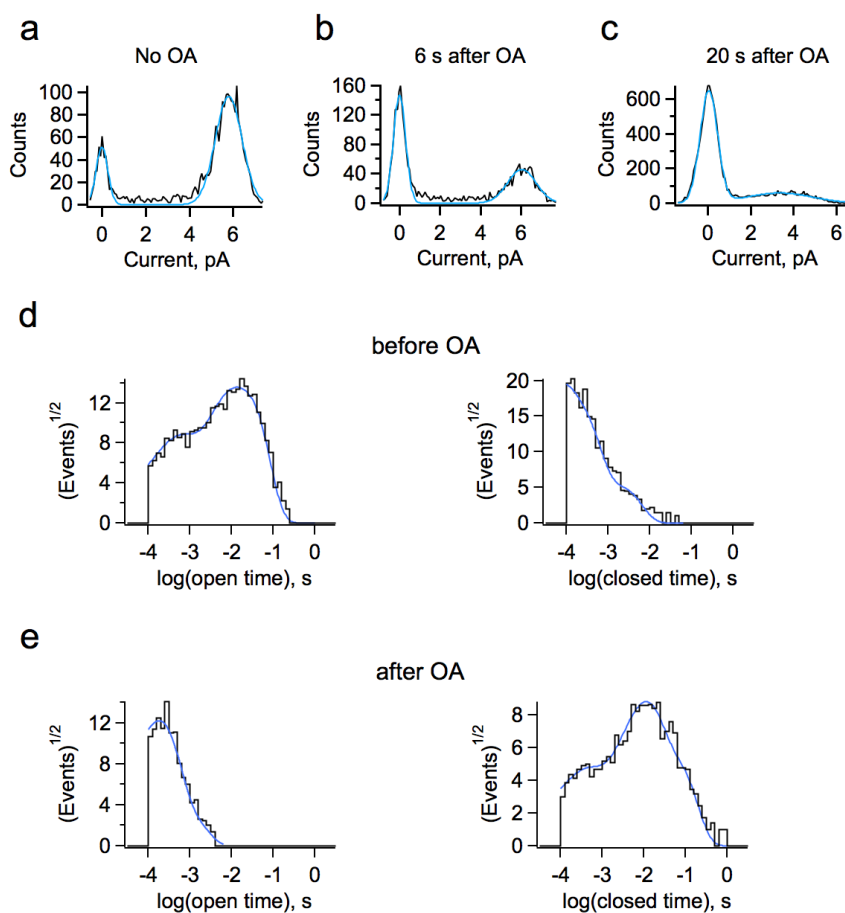 a
No OA
Counts
100
80
60
40
20
0
0
2
4
6
Current, pA
b
6 s after OA
Counts
160
120
80
40
0
0
2
4
6
Current, pA
c
20 s after OA
Counts
600
400
200
0
0
2
4
6
Current, pA
d
before OA
(Events)1/2
12
8
4
0
-4
-3
-2
-1
0
log(open time), s
(Events)1/2
20
15
10
5
0
-4
-3
-2
-1
0
log(closed time), s
e
after OA
(Events)1/2
12
8
4
0
-4
-3
-2
-1
0
log(open time), s
(Events)1/2
8
6
4
2
0
-4
-3
-2
-1
0
log(closed time), s